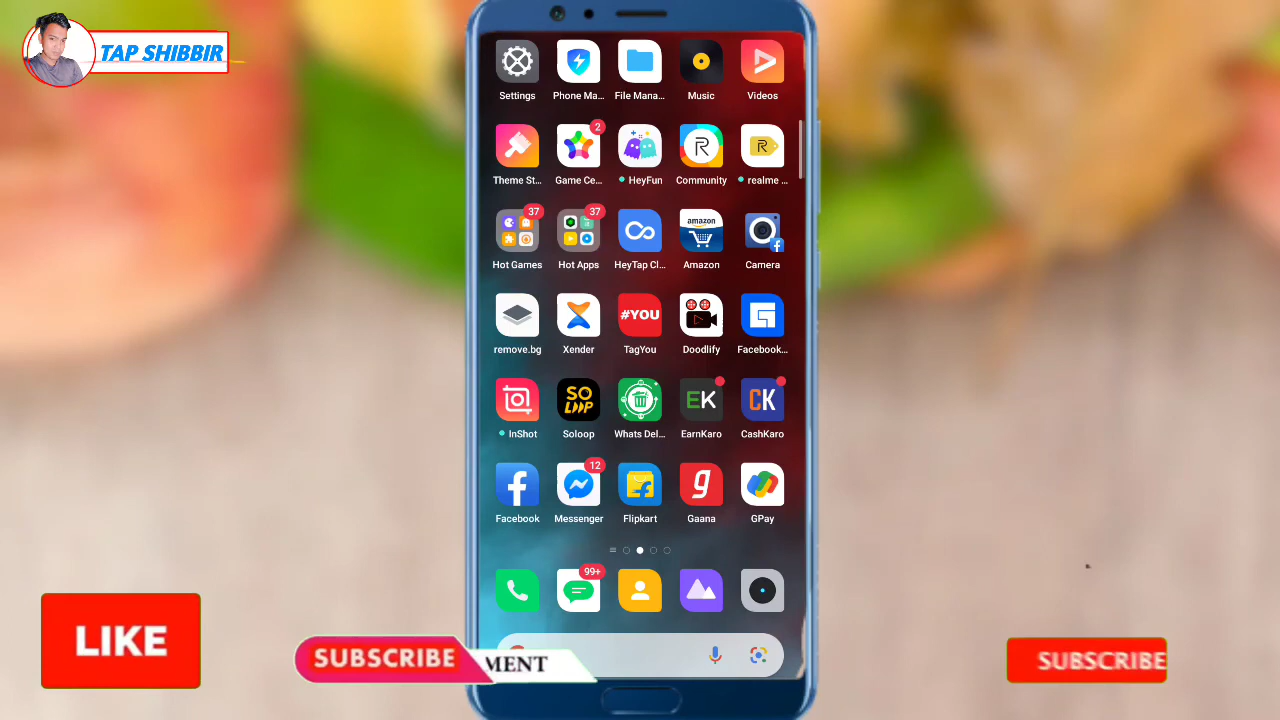 TAP SHIBBIR
Settings Phone Ma... File Mana... Music Videos
2
Theme St... Game Ce... HeyFun Community realme ...
37 37 amazon
Hot Games Hot Apps HeyTap Cl... Amazon Camera
#YOU
remove.bg Xender TagYou Doodlify Facebook...
SO LOOP EK CK
InShot Soloop Whats Del... EarnKaro CashKaro
12
Facebook Messenger Flipkart Gaana GPay
99+
LIKE
SUBSCRIBE MENT
SUBSCRIBE